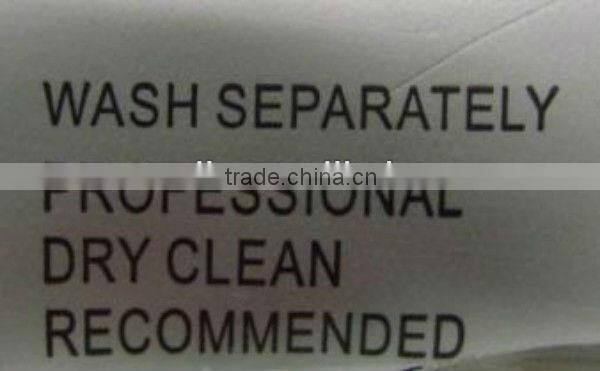 WASH SEPARATELY
trade.china.cn
PROFESSIONAL
DRY CLEAN
RECOMMENDED